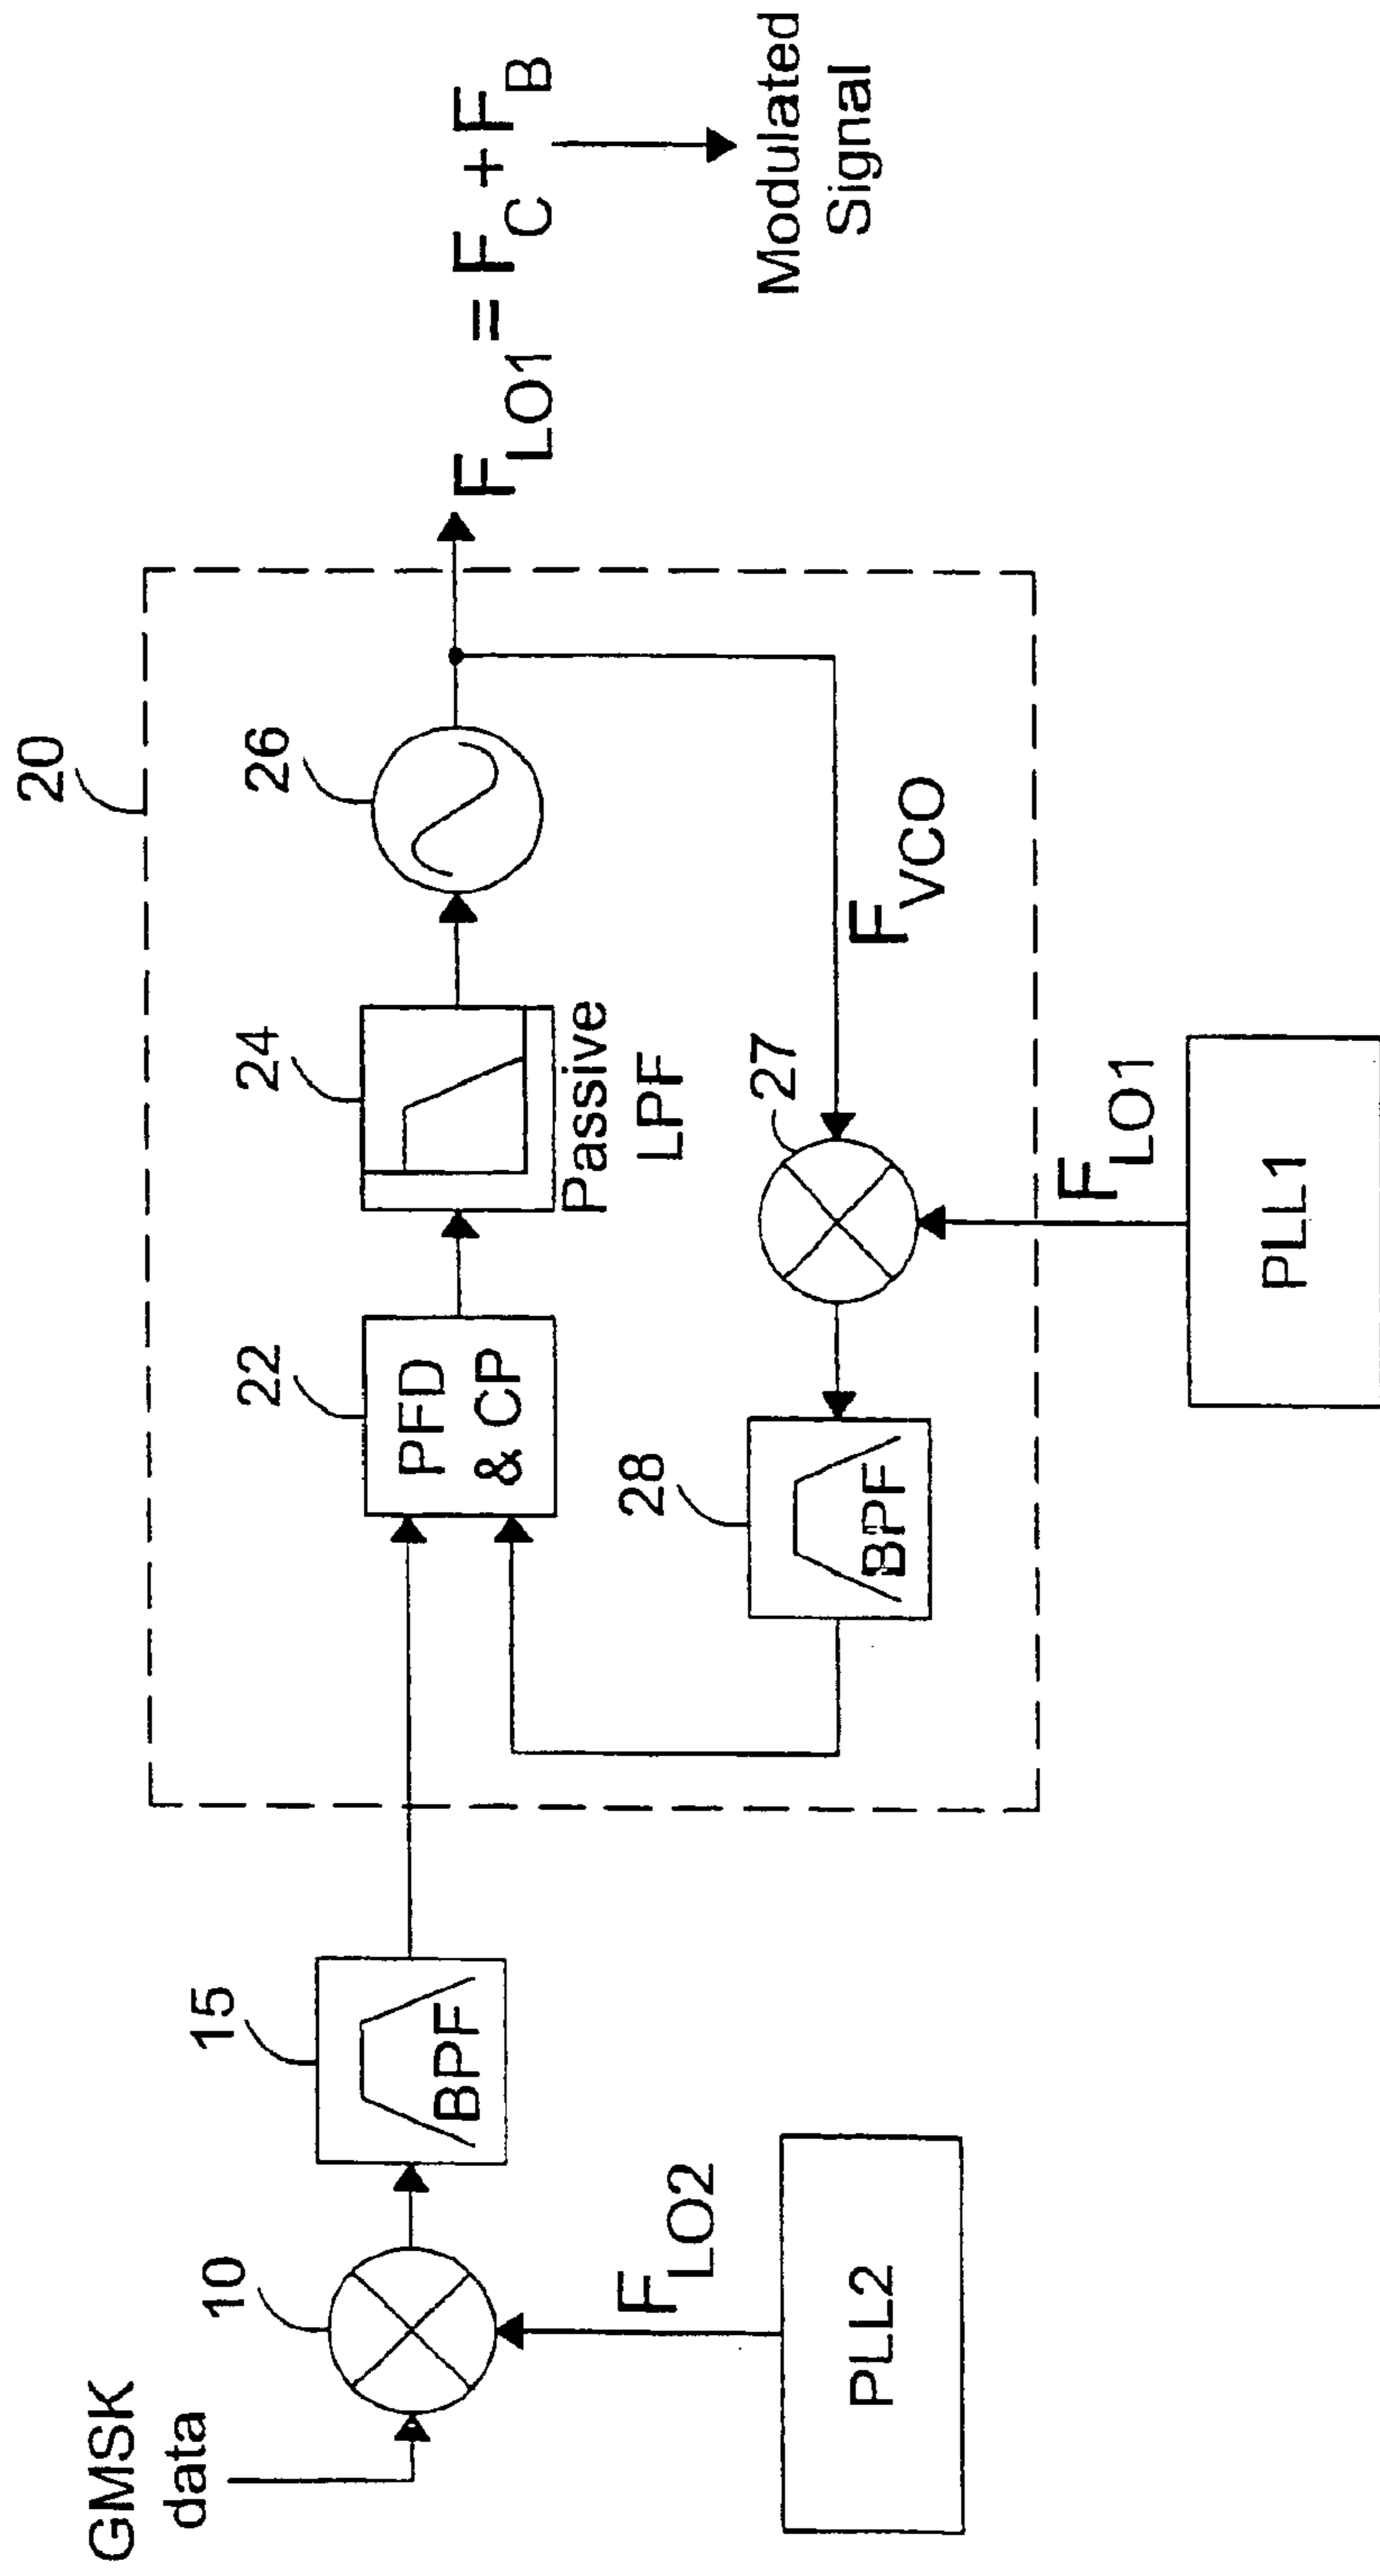 GMSK
data
10
F LO2
PLL2
15
BPF
20
22
PFD
& CP
24
Passive
LPF
26
F VCO
27
28
BPF
F LO1
PLL1
F LO1 = F C + F B
Modulated
Signal